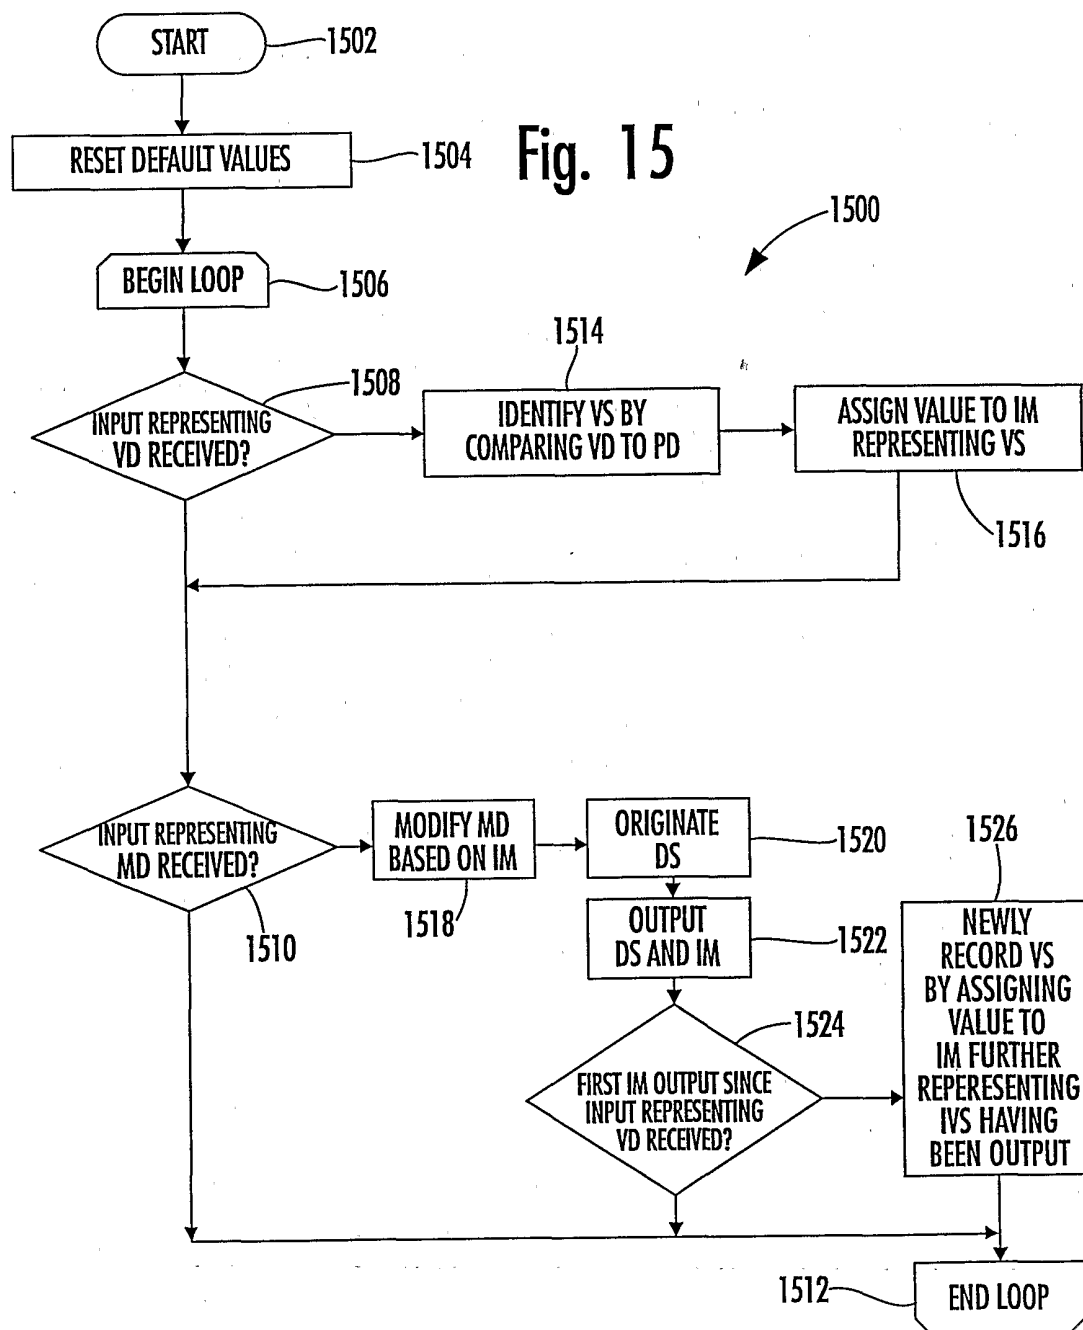 START
1502
RESET DEFAULT VALUES
1504
Fig. 15
1500
BEGIN LOOP
1506
1508
INPUT REPRESENTING
VD RECEIVED?
1514
IDENTIFY VS BY
COMPARING VD TO PD
ASSIGN VALUE TO IM
REPRESENTING VS
1516
INPUT REPRESENTING
MD RECEIVED?
1510
MODIFY MD
BASED ON IM
1518
ORIGINATE
DS
1520
OUTPUT
DS AND IM
1522
1524
FIRST IM OUTPUT SINCE
INPUT REPRESENTING
VD RECEIVED?
1526
NEWLY
RECORD VS
BY ASSIGNING
VALUE TO
IM FURTHER
REPERESENTING
IVS HAVING
BEEN OUTPUT
1512
END LOOP